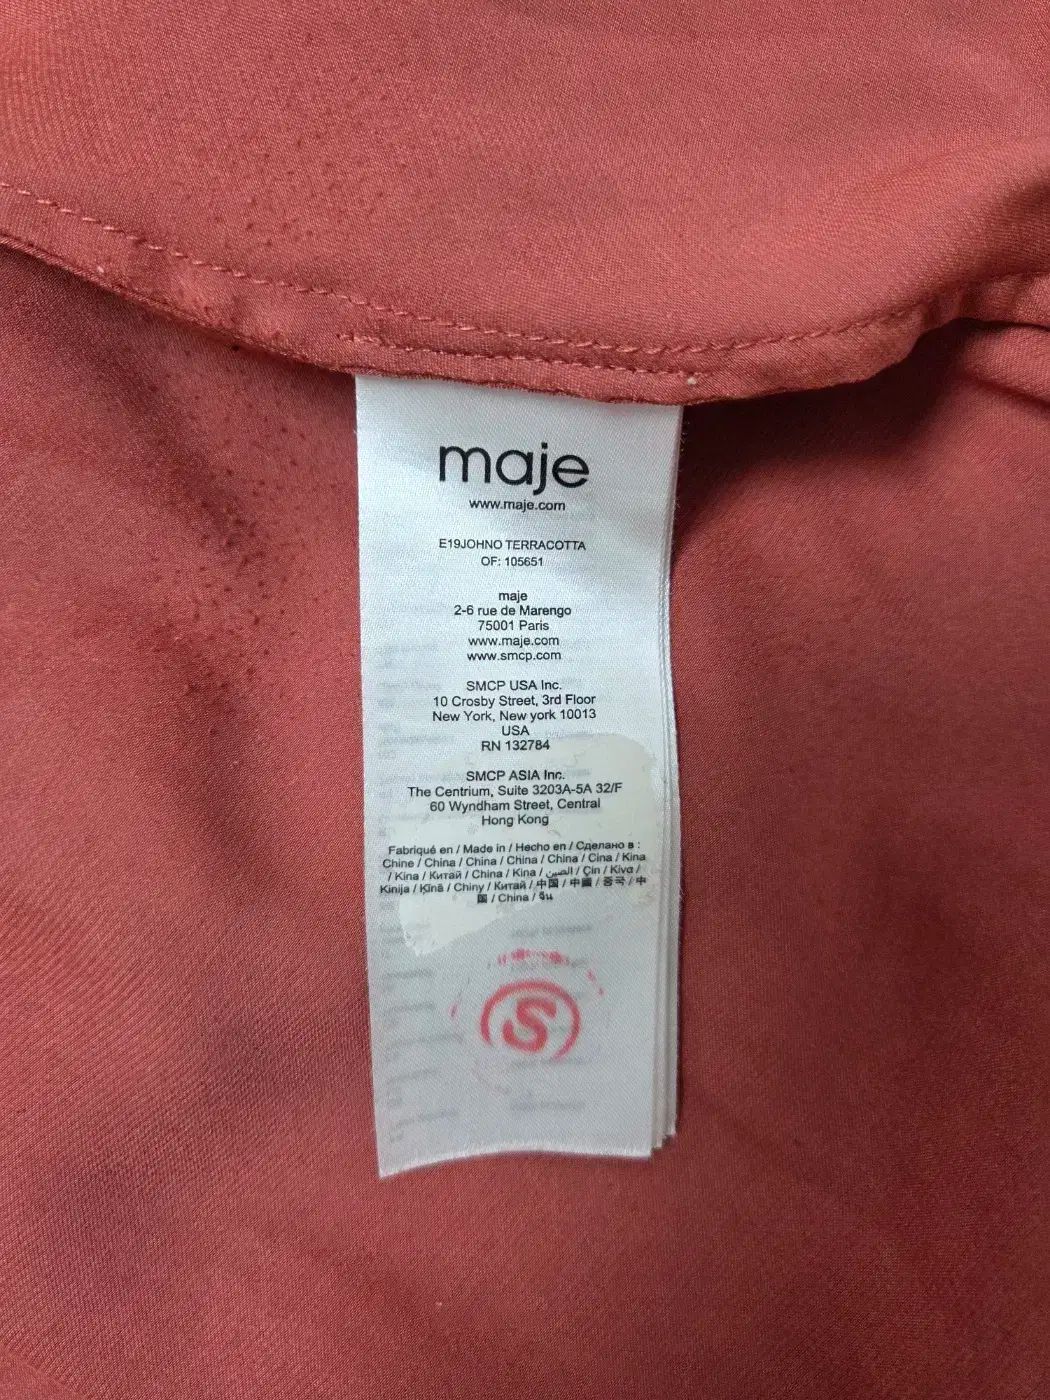 maje
www.maje.com
E19JOHNO TERRACOTTA
OF: 105651
maje
2-6 rue de Marengo
75001 Paris
www.maje.com
www.smcp.com
SMCP USA Inc.
10 Crosby Street, 3rd Floor
New York, New york 10013
USA
RN 132784
SMCP ASIA Inc.
The Centrium, Suite 3203A-5A 32/F
60 Wyndham Street, Central
Hong Kong
Fabriqué en / Made in / Hecho en / Сделано в :
Chine / China / China / China / China / Cina / Kina
/ Kina / Китай / China / Kina / الصين / Çin / Κίνα /
Kinija / Ķīnā / Chiny / Китай / 中国 / 中國 / 중국 / 中
国 / China / จีน
S